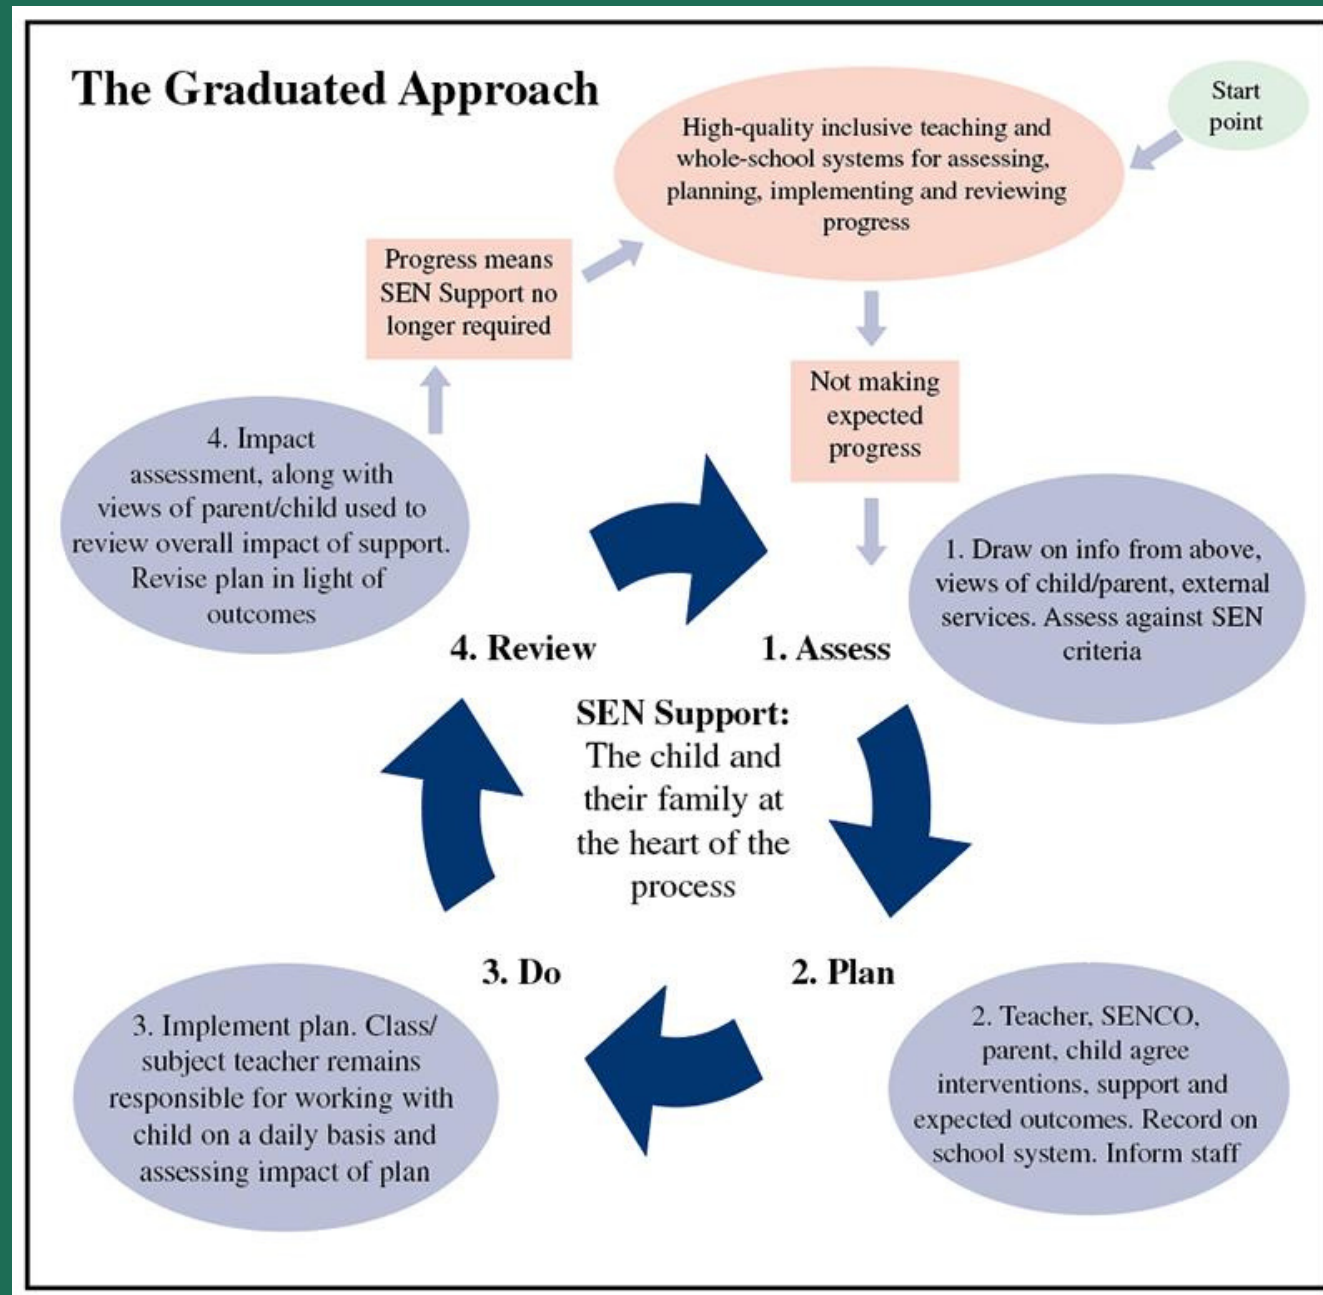 The Graduated Approach
Start
point
High-quality inclusive teaching and
whole-school systems for assessing,
planning, implementing and reviewing
progress
Progress means
SEN Support no
longer required
Not making
expected
progress
4. Impact
assessment, along with
views of parent/child used to
review overall impact of support.
Revise plan in light of
outcomes
1. Draw on info from above,
views of child/parent, external
services. Assess against SEN
criteria
4. Review
1. Assess
SEN Support:
The child and
their family at
the heart of the
process
3. Do
2. Plan
3. Implement plan. Class/
subject teacher remains
responsible for working with
child on a daily basis and
assessing impact of plan
2. Teacher, SENCO,
parent, child agree
interventions, support and
expected outcomes. Record on
school system. Inform staff